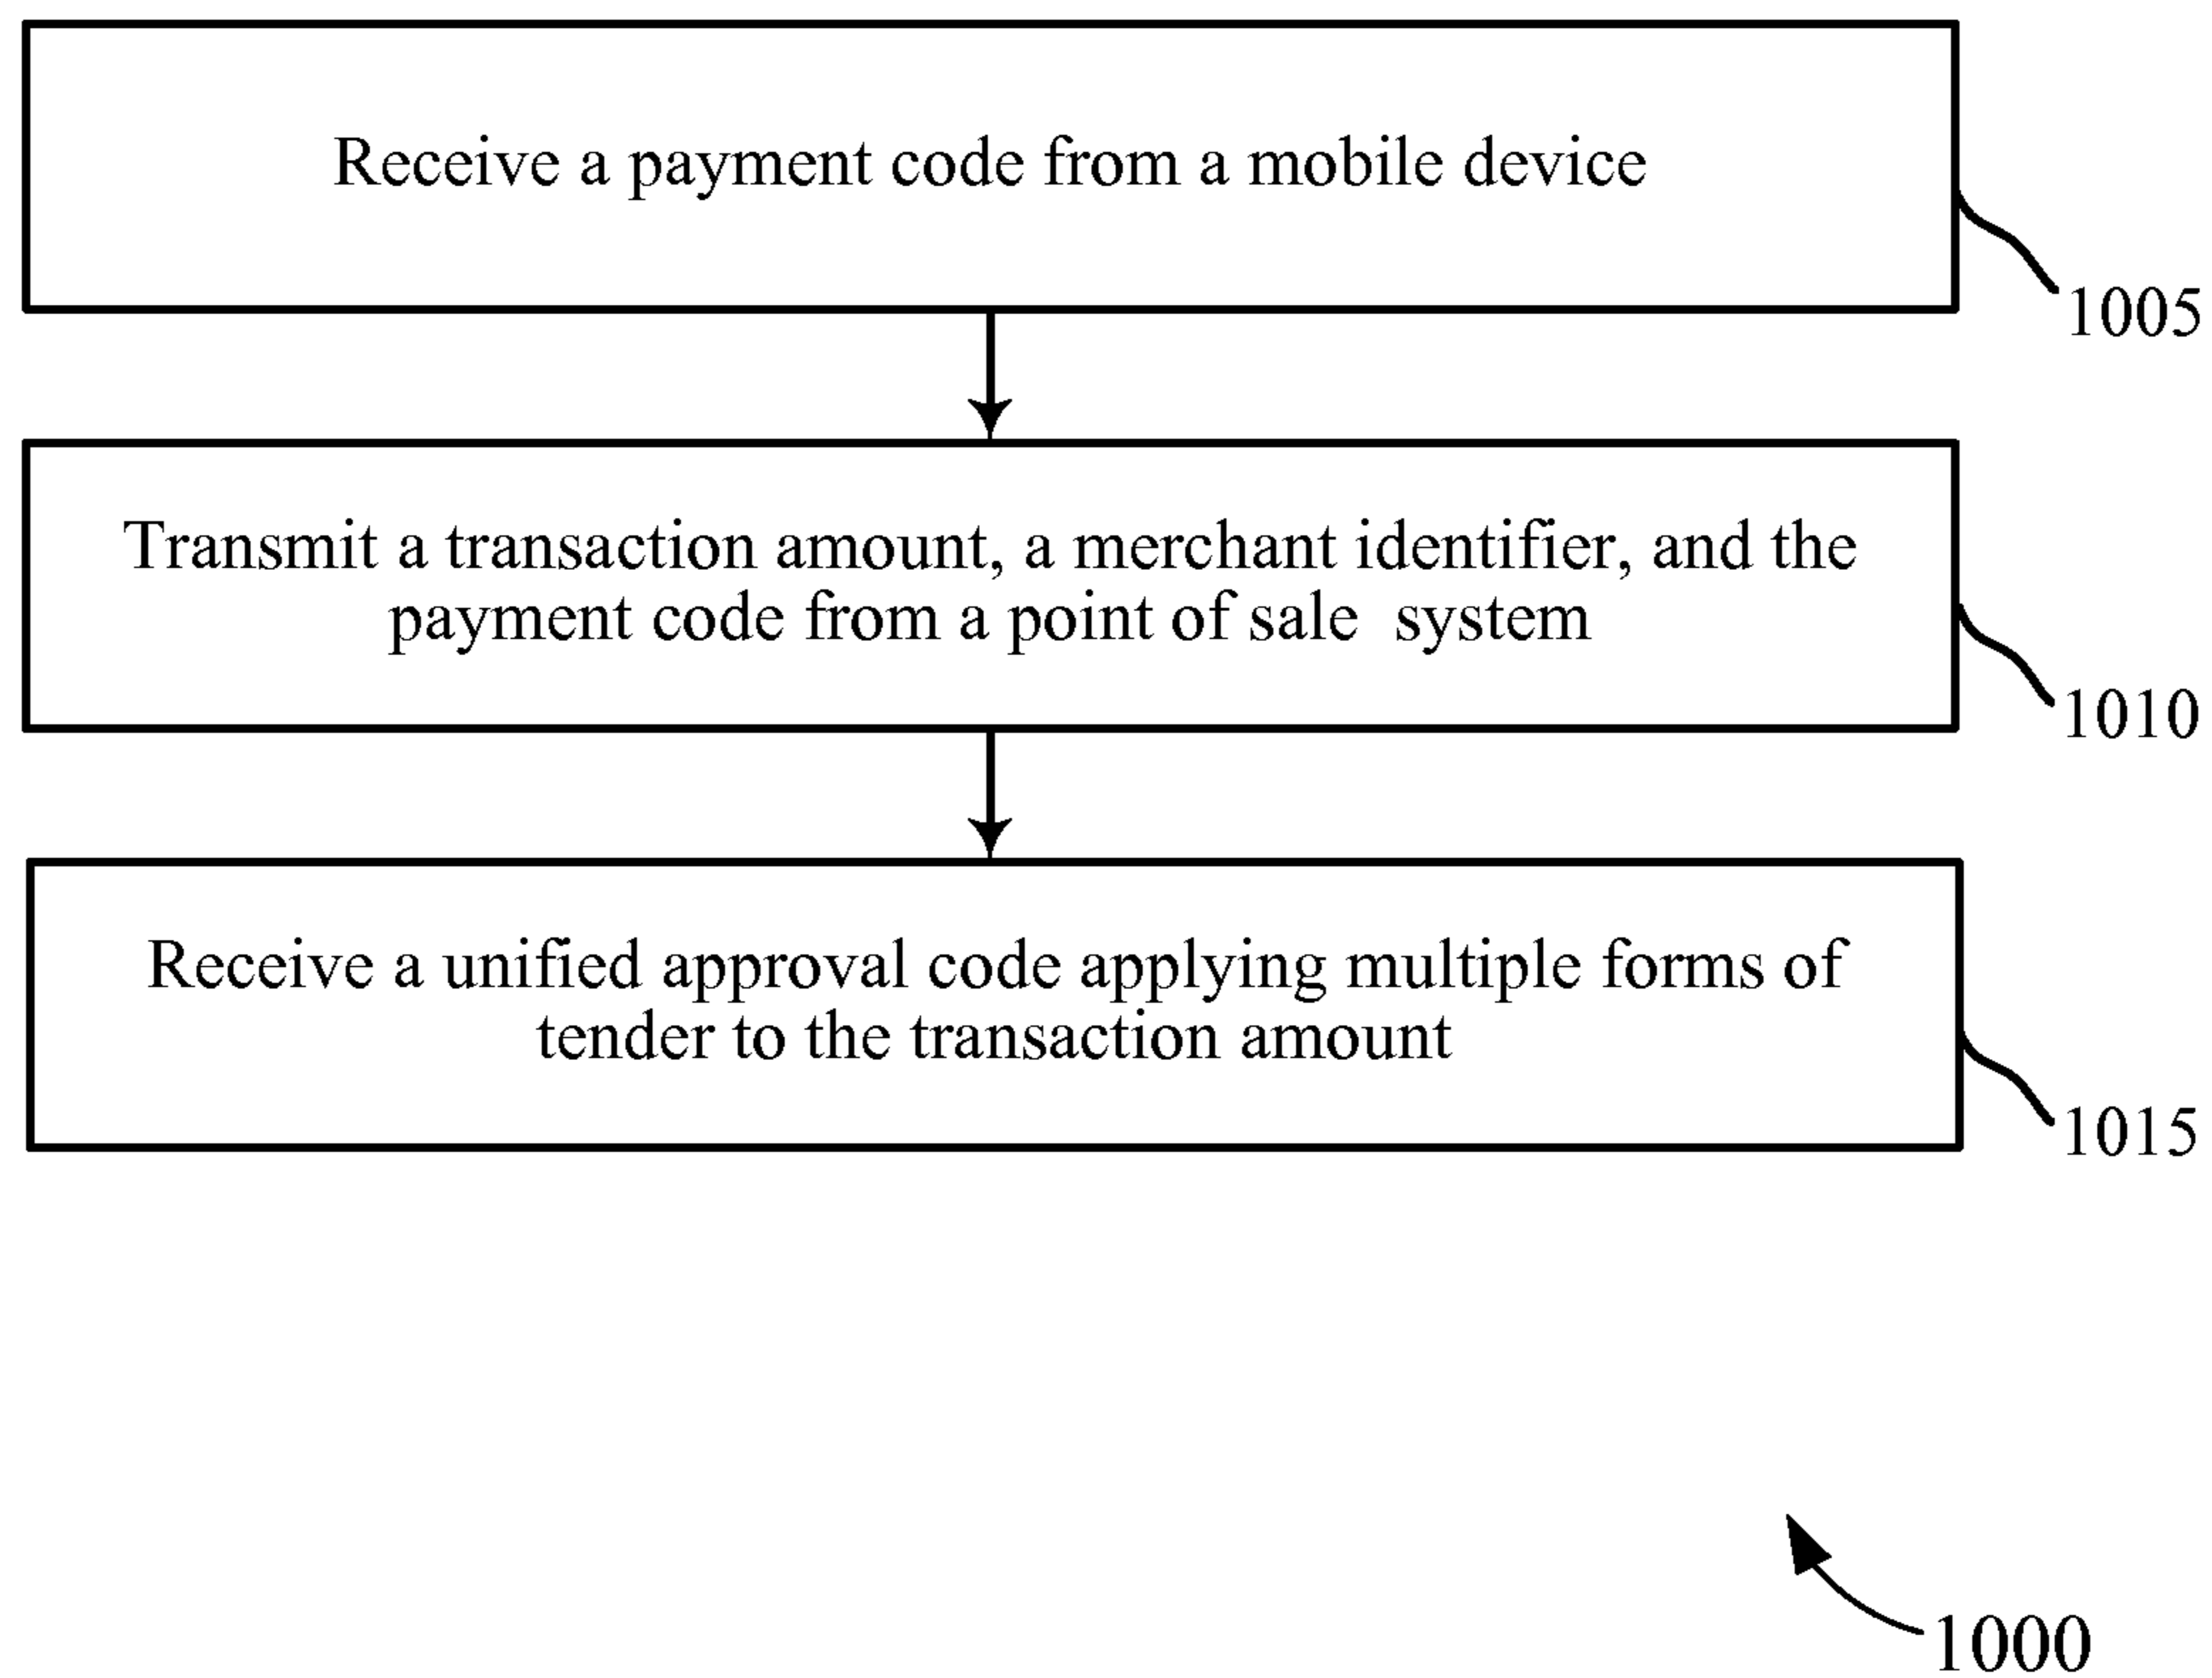 Receive a payment code from a mobile device
1005
Transmit a transaction amount, a merchant identifier, and the
payment code from a point of sale system
1010
Receive a unified approval code applying multiple forms of
tender to the transaction amount
1015
1000